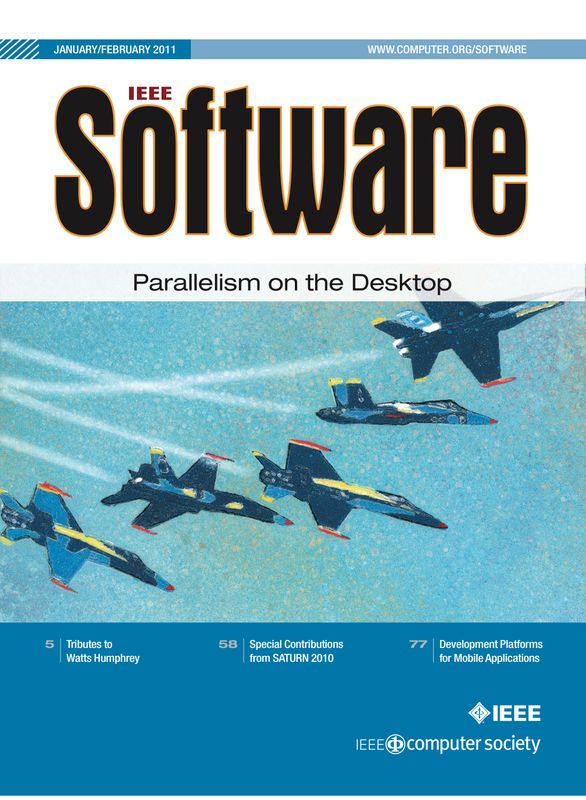 JANUARY/FEBRUARY 2011
WWW.COMPUTER.ORG/SOFTWARE
IEEE
Software
Parallelism on the Desktop
5 Tributes to
Watts Humphrey
58 Special Contributions
from SATURN 2010
77 Development Platforms
for Mobile Applications
IEEE
IEEE computer society